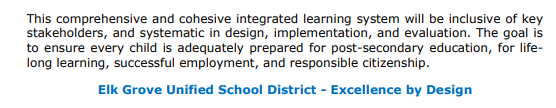 This comprehensive and cohesive integrated learning system will be inclusive of key
stakeholders, and systematic in design, implementation, and evaluation. The goal is
to ensure every child is adequately prepared for post-secondary education, for life-
long learning, successful employment, and responsible citizenship.
Elk Grove Unified School District - Excellence by Design